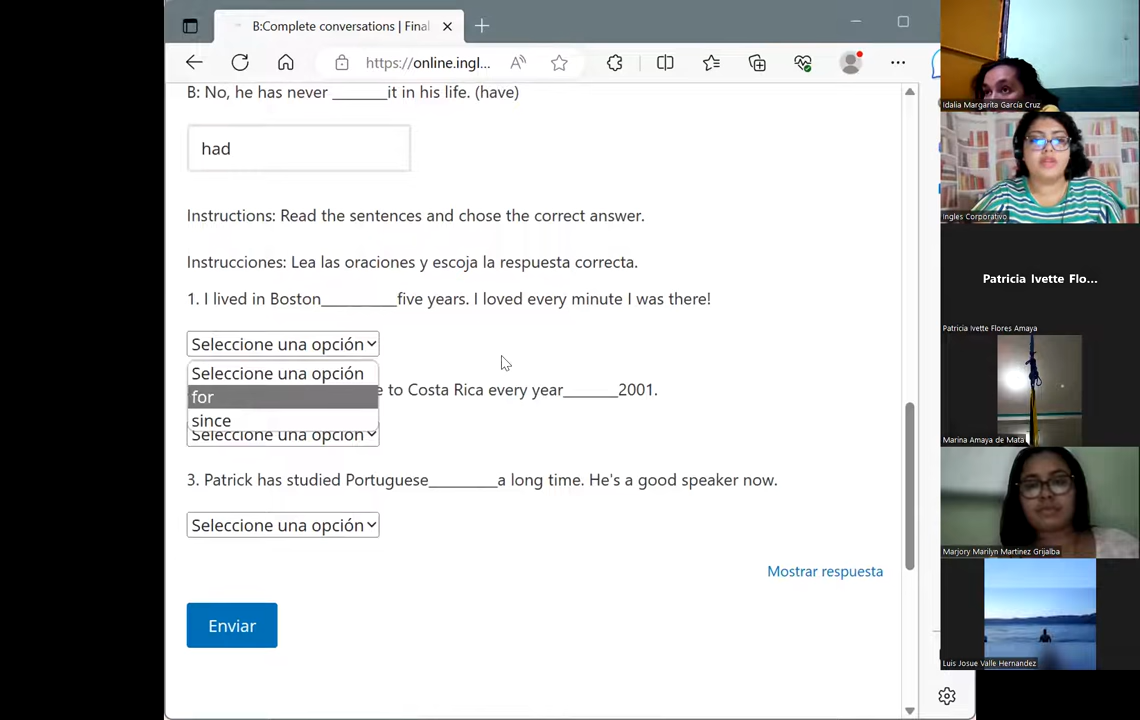 B:Complete conversations | Final
https://online.ingl...
B: No, he has never ______it in his life. (have)
had
Instructions: Read the sentences and chose the correct answer.
Instrucciones: Lea las oraciones y escoja la respuesta correcta.
1. I lived in Boston_________five years. I loved every minute I was there!
Seleccione una opción
Seleccione una opción
for
since
e to Costa Rica every year______2001.
Seleccione una opción
3. Patrick has studied Portuguese________a long time. He's a good speaker now.
Seleccione una opción
Mostrar respuesta
Enviar
Idalia Margarita García Cruz
Ingles Corporativo
Patricia Ivette Flo...
Patricia Ivette Flores Amaya
Marina Amaya de Mata
Marjory Marilyn Martinez Grijalba
Luis Josue Valle Hernandez